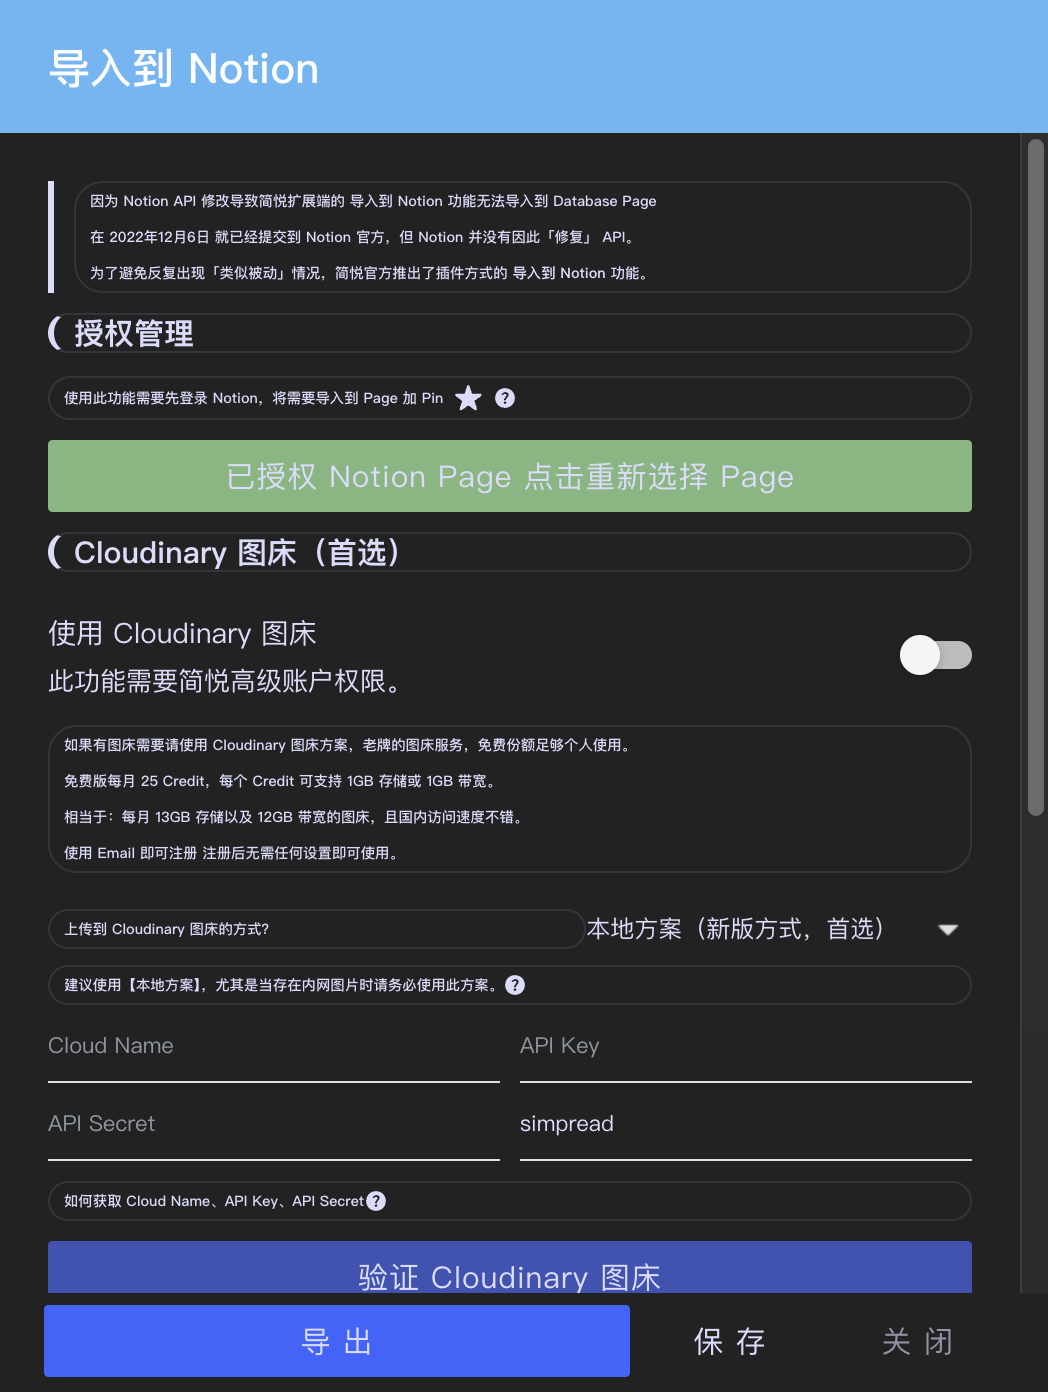 导入到 Notion
因为 Notion API 修改导致简悦扩展端的 导入到 Notion 功能无法导入到 Database Page
在 2022年12月6日 就已经提交到 Notion 官方，但 Notion 并没有因此「修复」 API。
为了避免反复出现「类似被动」情况，简悦官方推出了插件方式的 导入到 Notion 功能。
授权管理
使用此功能需要先登录 Notion，将需要导入到 Page 加 Pin
已授权 Notion Page 点击重新选择 Page
Cloudinary 图床（首选）
使用 Cloudinary 图床
此功能需要简悦高级账户权限。
如果有图床需要请使用 Cloudinary 图床方案，老牌的图床服务，免费份额足够个人使用。
免费版每月 25 Credit，每个 Credit 可支持 1GB 存储或 1GB 带宽。
相当于：每月 13GB 存储以及 12GB 带宽的图床，且国内访问速度不错。
使用 Email 即可注册 注册后无需任何设置即可使用。
上传到 Cloudinary 图床的方式?
本地方案（新版方式，首选）
建议使用【本地方案】，尤其是当存在内网图片时请务必使用此方案。
Cloud Name
API Key
API Secret
simpread
如何获取 Cloud Name、API Key、API Secret
验证 Cloudinary 图床
导 出
保 存
关 闭